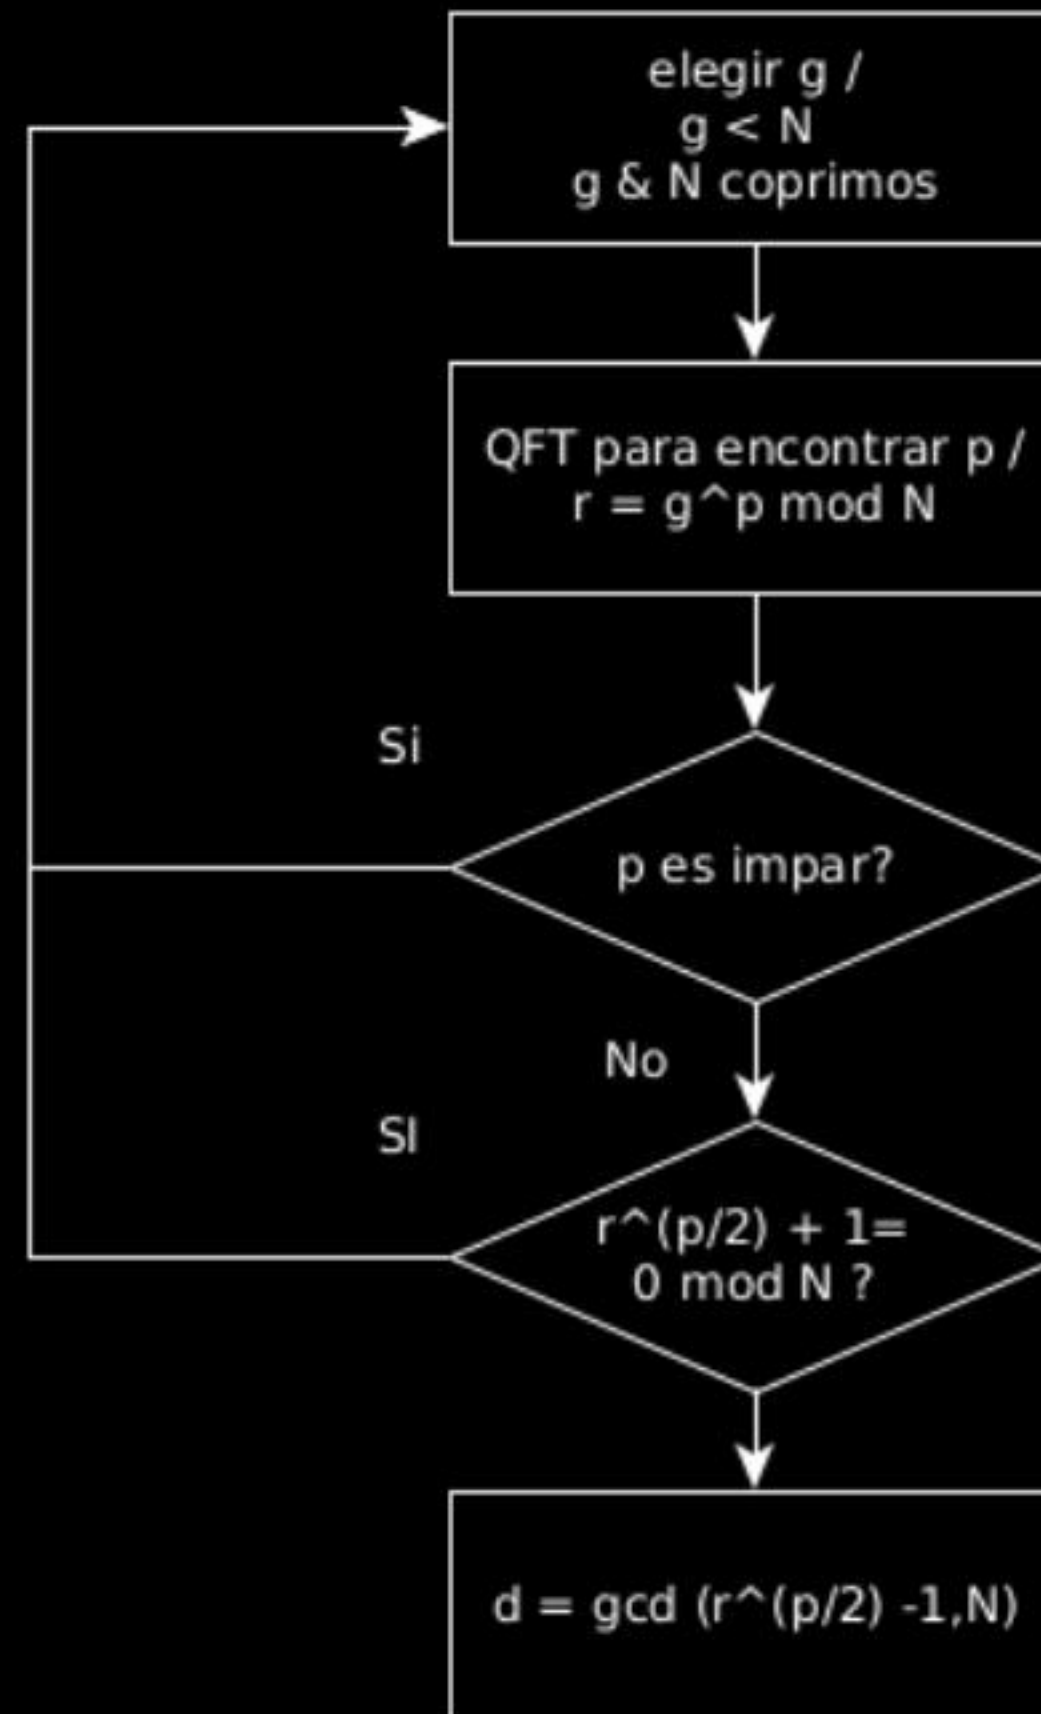 elegir g /
g < N
g & N coprimos
QFT para encontrar p /
r = g^p mod N
Si
p es impar?
No
SI
r^(p/2) + 1=
0 mod N ?
d = gcd (r^(p/2) -1,N)